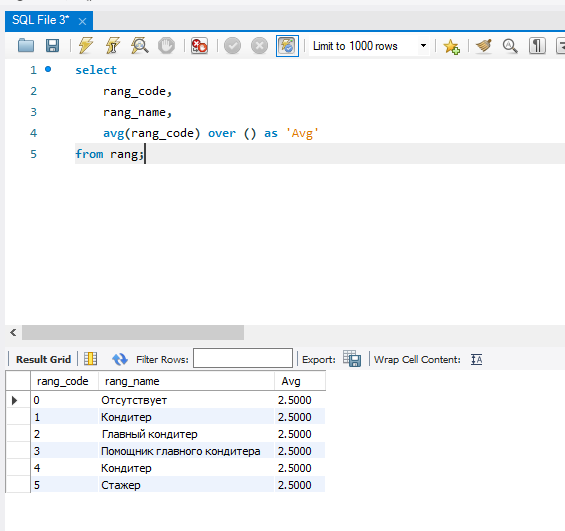 SQL File 3*
Limit to 1000 rows
1 select
2 rang_code,
3 rang_name,
4 avg(rang_code) over () as 'Avg'
5 from rang;
Result Grid Filter Rows: Export: Wrap Cell Content:
rang_code rang_name Avg
0 Отсутствует 2.5000
1 Кондитер 2.5000
2 Главный кондитер 2.5000
3 Помощник главного кондитера 2.5000
4 Кондитер 2.5000
5 Стажер 2.5000